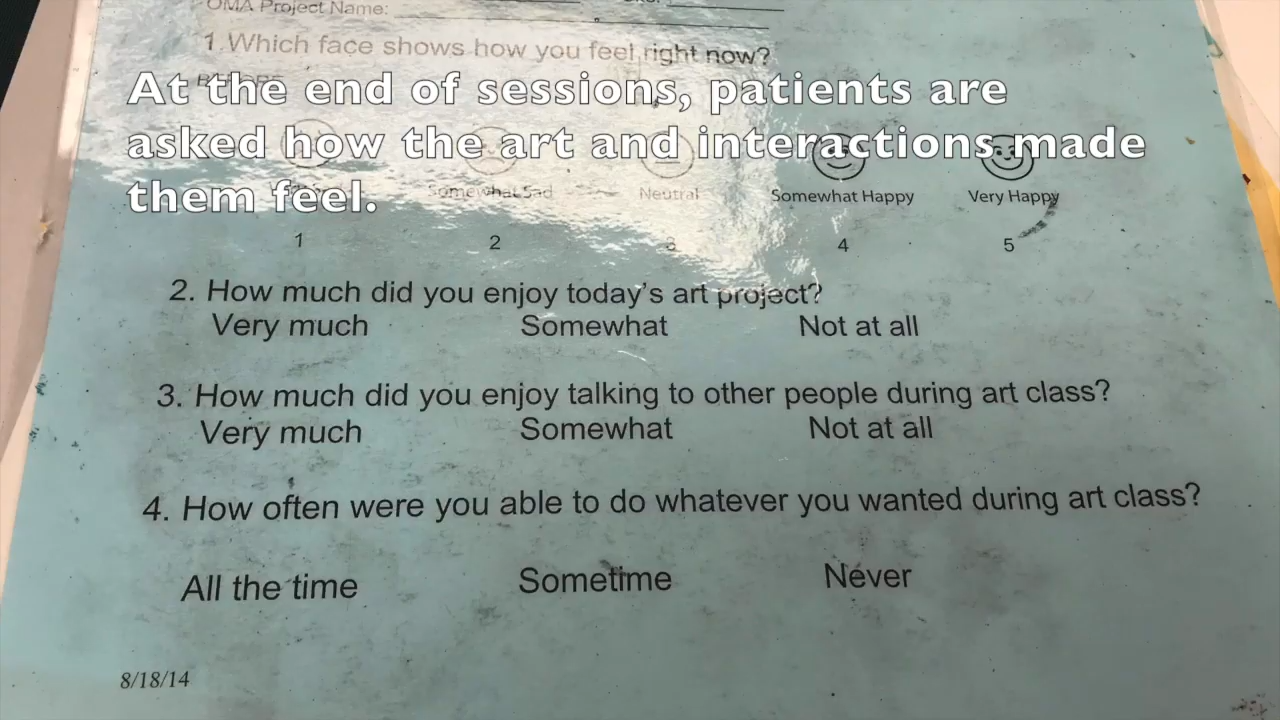 OMA Project Name:
1. Which face shows how you feel right now?
At the end of sessions, patients are
asked how the art and interactions made
them feel.
Somewhat Sad Neutral Somewhat Happy Very Happy
1 2 3 4 5
2. How much did you enjoy today's art project?
Very much Somewhat Not at all
3. How much did you enjoy talking to other people during art class?
Very much Somewhat Not at all
4. How often were you able to do whatever you wanted during art class?
All the time Sometime Never
8/18/14